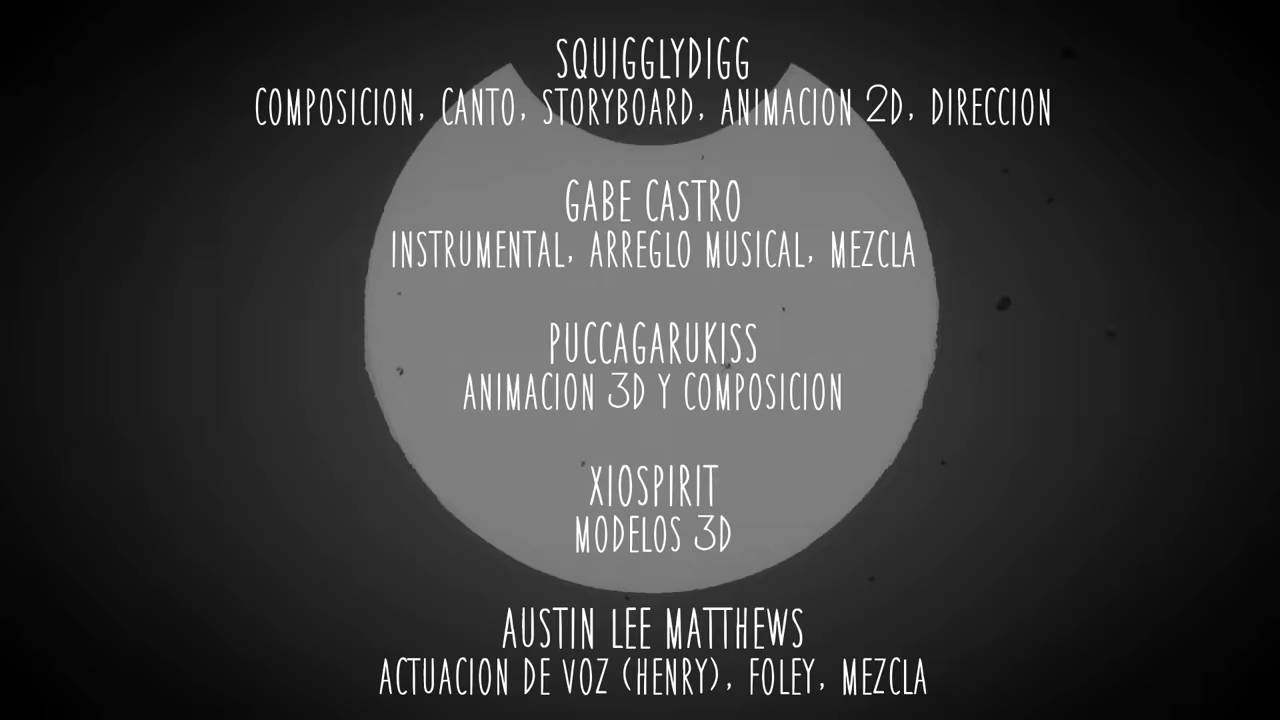 SQUIGGLYDIGG
COMPOSICION, CANTO, STORYBOARD, ANIMACION 2D, DIRECCION
GABE CASTRO
INSTRUMENTAL, ARREGLO MUSICAL, MEZCLA
PUCCAGARUKISS
ANIMACION 3D Y COMPOSICION
XIOSPIRIT
MODELOS 3D
AUSTIN LEE MATTHEWS
ACTUACION DE VOZ (HENRY), FOLEY, MEZCLA